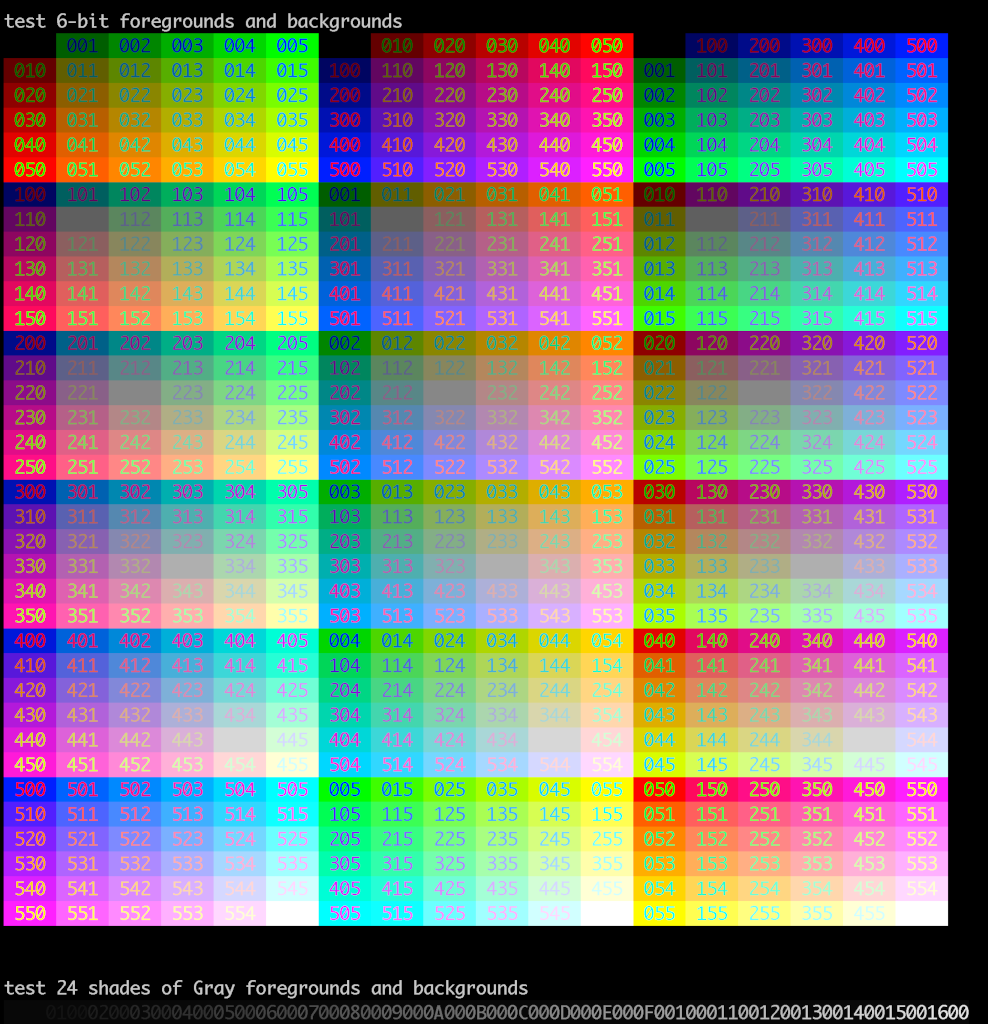 test 6-bit foregrounds and backgrounds
001 002 003 004 005 010 020 030 040 050 100 200 300 400 500
010 011 012 013 014 015 100 110 120 130 140 150 001 101 201 301 401 501
020 021 022 023 024 025 200 210 220 230 240 250 002 102 202 302 402 502
030 031 032 033 034 035 300 310 320 330 340 350 003 103 203 303 403 503
040 041 042 043 044 045 400 410 420 430 440 450 004 104 204 304 404 504
050 051 052 053 054 055 500 510 520 530 540 550 005 105 205 305 405 505
100 101 102 103 104 105 001 011 021 031 041 051 010 110 210 310 410 510
110 112 113 114 115 101 121 131 141 151 011 211 311 411 511
120 121 122 123 124 125 201 211 221 231 241 251 012 112 212 312 412 512
130 131 132 133 134 135 301 311 321 331 341 351 013 113 213 313 413 513
140 141 142 143 144 145 401 411 421 431 441 451 014 114 214 314 414 514
150 151 152 153 154 155 501 511 521 531 541 551 015 115 215 315 415 515
200 201 202 203 204 205 002 012 022 032 042 052 020 120 220 320 420 520
210 211 212 213 214 215 102 112 122 132 142 152 021 121 221 321 421 521
220 221 223 224 225 202 212 232 242 252 022 122 322 422 522
230 231 232 233 234 235 302 312 322 332 342 352 023 123 223 323 423 523
240 241 242 243 244 245 402 412 422 432 442 452 024 124 224 324 424 524
250 251 252 253 254 255 502 512 522 532 542 552 025 125 225 325 425 525
300 301 302 303 304 305 003 013 023 033 043 053 030 130 230 330 430 530
310 311 312 313 314 315 103 113 123 133 143 153 031 131 231 331 431 531
320 321 322 323 324 325 203 213 223 233 243 253 032 132 232 332 432 532
330 331 332 334 335 303 313 323 343 353 033 133 233 433 533
340 341 342 343 344 345 403 413 423 433 443 453 034 134 234 334 434 534
350 351 352 353 354 355 503 513 523 533 543 553 035 135 235 335 435 535
400 401 402 403 404 405 004 014 024 034 044 054 040 140 240 340 440 540
410 411 412 413 414 415 104 114 124 134 144 154 041 141 241 341 441 541
420 421 422 423 424 425 204 214 224 234 244 254 042 142 242 342 442 542
430 431 432 433 434 435 304 314 324 334 344 354 043 143 243 343 443 543
440 441 442 443 445 404 414 424 434 454 044 144 244 344 544
450 451 452 453 454 455 504 514 524 534 544 554 045 145 245 345 445 545
500 501 502 503 504 505 005 015 025 035 045 055 050 150 250 350 450 550
510 511 512 513 514 515 105 115 125 135 145 155 051 151 251 351 451 551
520 521 522 523 524 525 205 215 225 235 245 255 052 152 252 352 452 552
530 531 532 533 534 535 305 315 325 335 345 355 053 153 253 353 453 553
540 541 542 543 544 545 405 415 425 435 445 455 054 154 254 354 454 554
550 551 552 553 554 505 515 525 535 545 055 155 255 355 455
test 24 shades of Gray foregrounds and backgrounds
0100020003000400050006000700080009000A000B000C000D000E000F001000110012001300140015001600